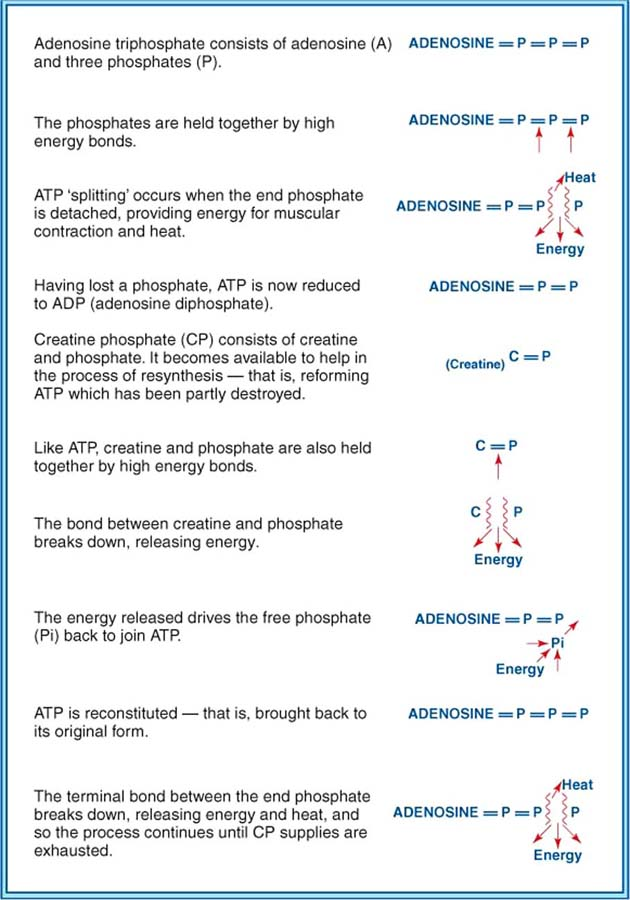 Adenosine triphosphate consists of adenosine (A)
and three phosphates (P).
ADENOSINE = P = P = P
The phosphates are held together by high
energy bonds.
ADENOSINE = P = P = P
ATP ‘splitting’ occurs when the end phosphate
is detached, providing energy for muscular
contraction and heat.
Heat
ADENOSINE = P = P P
Energy
Having lost a phosphate, ATP is now reduced
to ADP (adenosine diphosphate).
ADENOSINE = P = P
Creatine phosphate (CP) consists of creatine
and phosphate. It becomes available to help in
the process of resynthesis — that is, reforming
ATP which has been partly destroyed.
(Creatine) C = P
Like ATP, creatine and phosphate are also held
together by high energy bonds.
C = P
The bond between creatine and phosphate
breaks down, releasing energy.
C P
Energy
The energy released drives the free phosphate
(Pi) back to join ATP.
ADENOSINE = P = P
Pi
Energy
ATP is reconstituted — that is, brought back to
its original form.
ADENOSINE = P = P = P
The terminal bond between the end phosphate
breaks down, releasing energy and heat, and
so the process continues until CP supplies are
exhausted.
Heat
ADENOSINE = P = P P
Energy